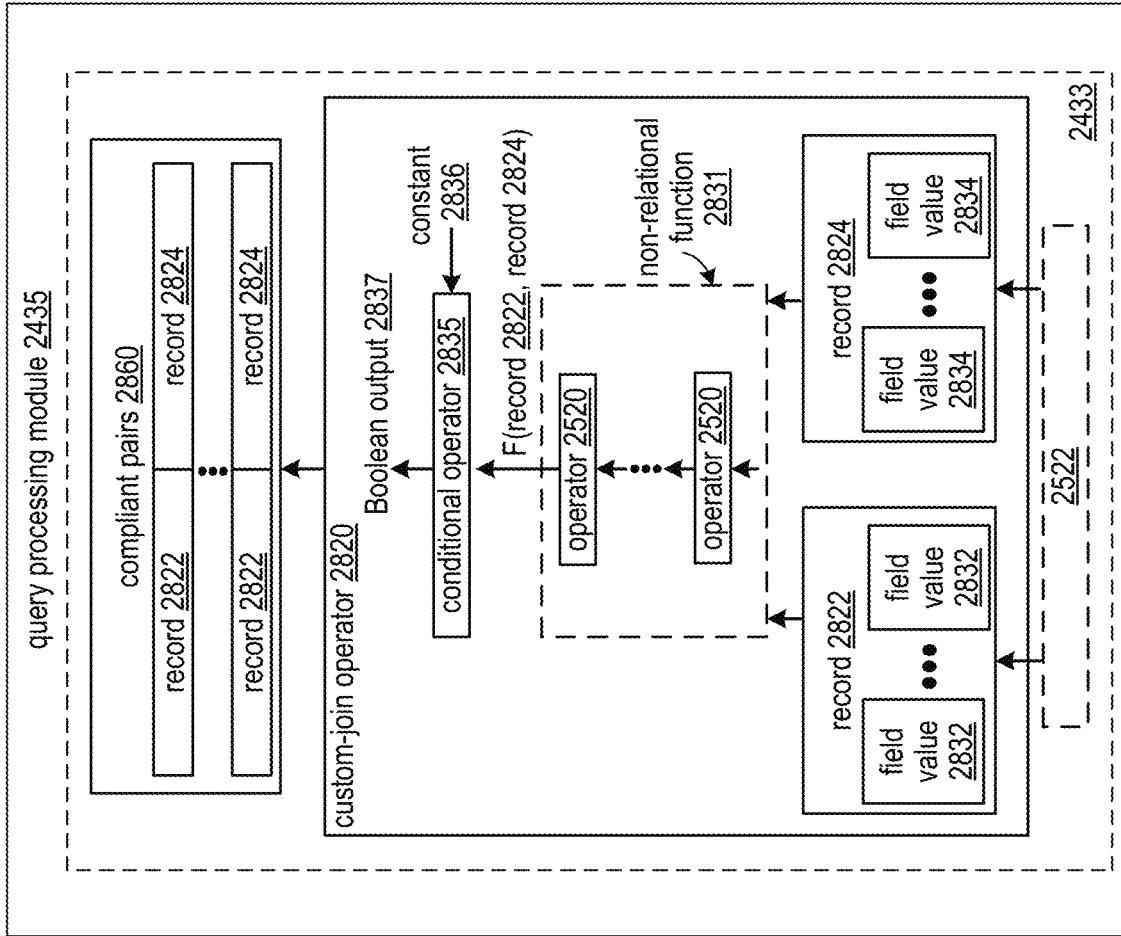 query processing module 2435
compliant pairs 2860
record 2822
record 2824
record 2822
record 2824
custom-join operator 2820
Boolean output 2837
constant
2836
conditional operator 2835
F(record 2822, record 2824)
non-relational
function
2831
operator 2520
operator 2520
record 2822
field
value
2832
field
value
2832
record 2824
field
value
2834
field
value
2834
2522
2433